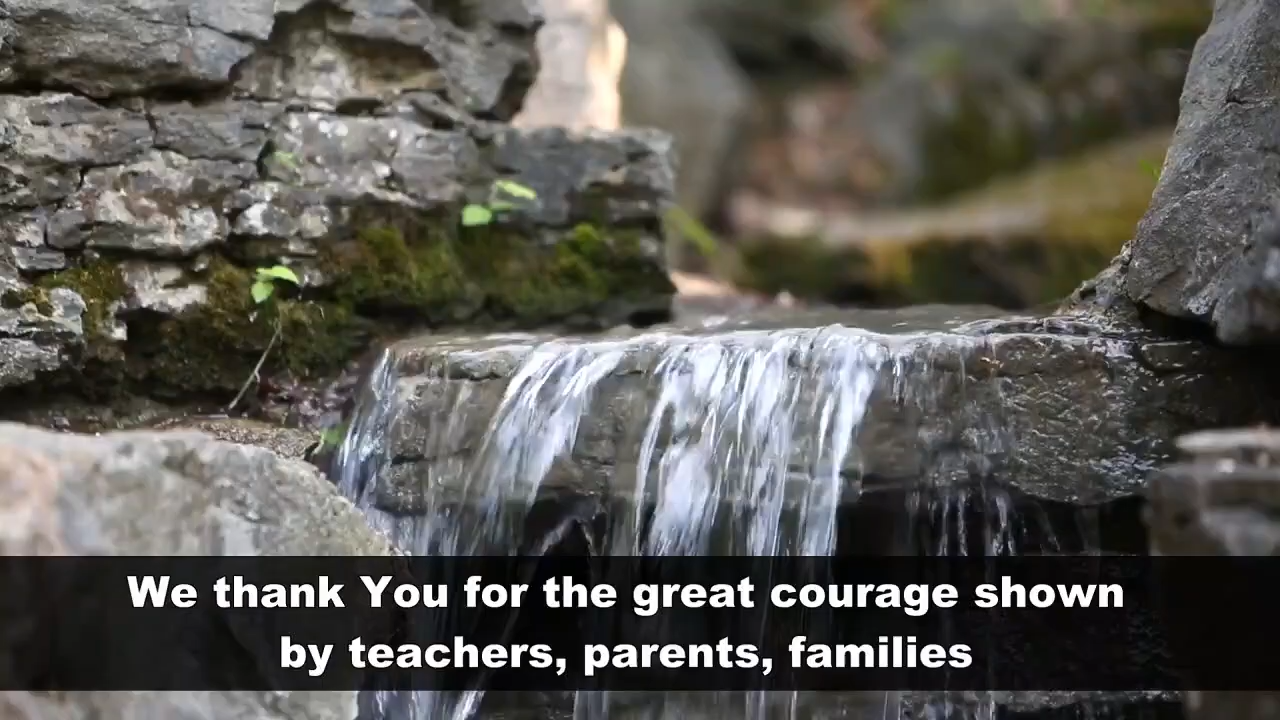 We thank You for the great courage shown
by teachers, parents, families